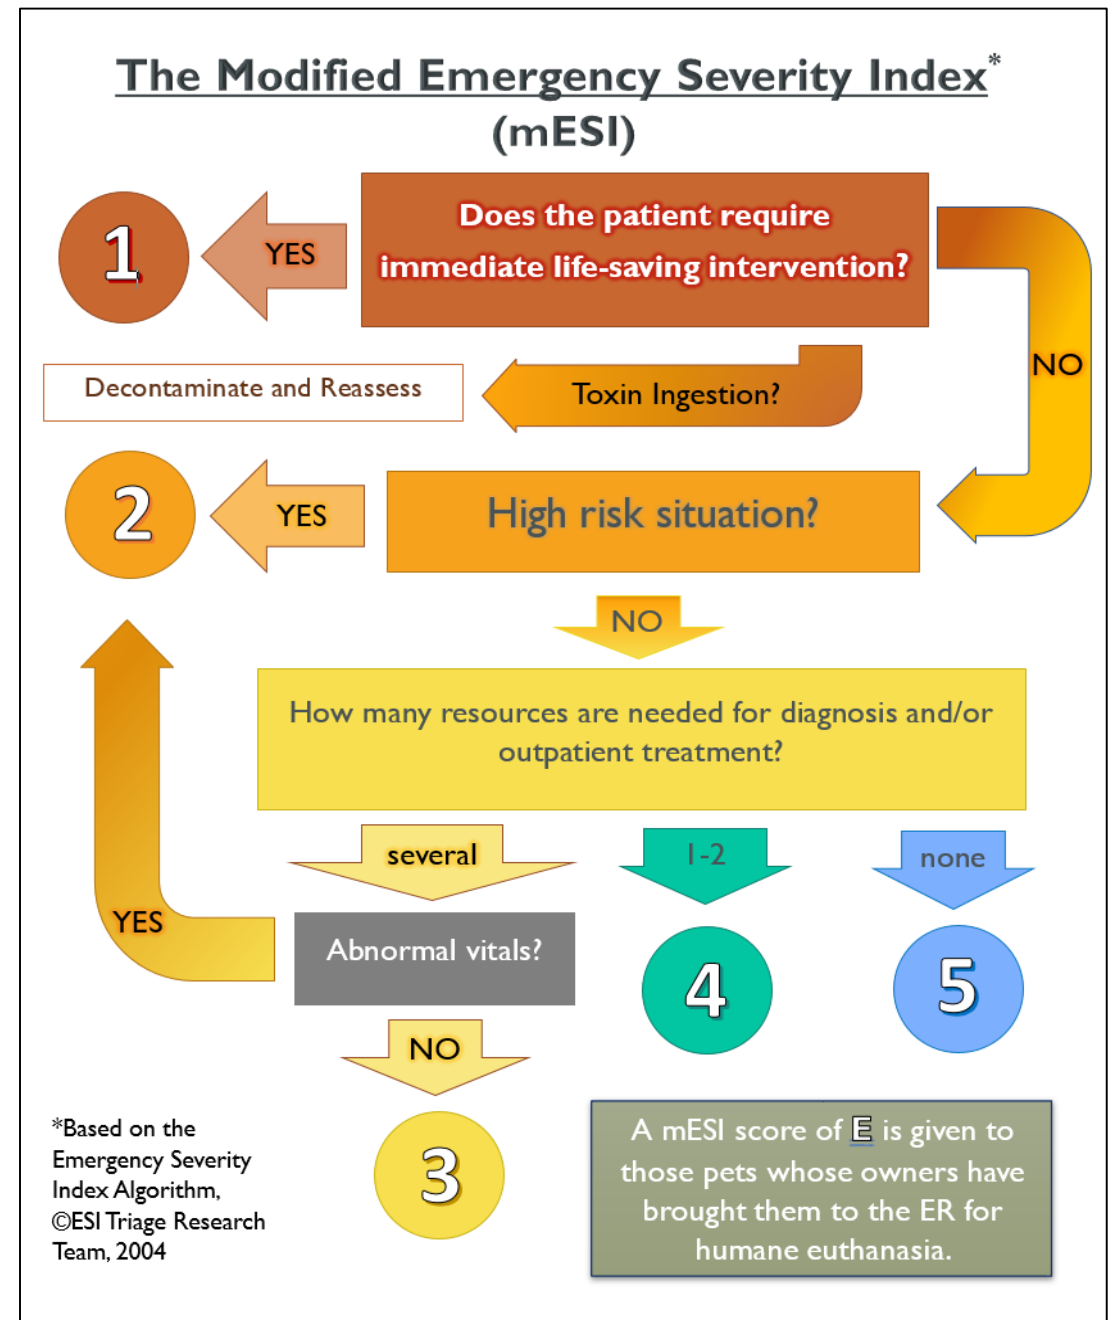 The Modified Emergency Severity Index*
(mESI)
Does the patient require
immediate life-saving intervention?
1
YES
NO
Toxin Ingestion?
Decontaminate and Reassess
High risk situation?
YES
2
NO
How many resources are needed for diagnosis and/or
outpatient treatment?
several
1-2
none
YES
Abnormal vitals?
4
5
NO
3
*Based on the
Emergency Severity
Index Algorithm,
©ESI Triage Research
Team, 2004
A mESI score of E is given to
those pets whose owners have
brought them to the ER for
humane euthanasia.